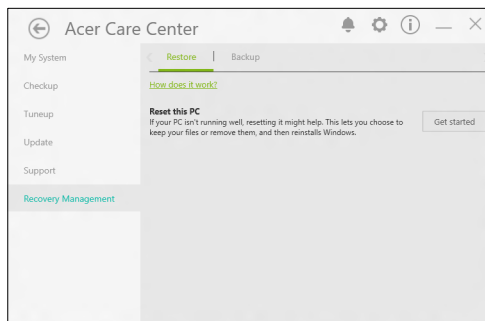 Acer Care Center
My System
Restore | Backup
Checkup
How does it work?
Tuneup
Reset this PC
If your PC isn't running well, resetting it might help. This lets you choose to
keep your files or remove them, and then reinstalls Windows.
Get started
Update
Support
Recovery Management